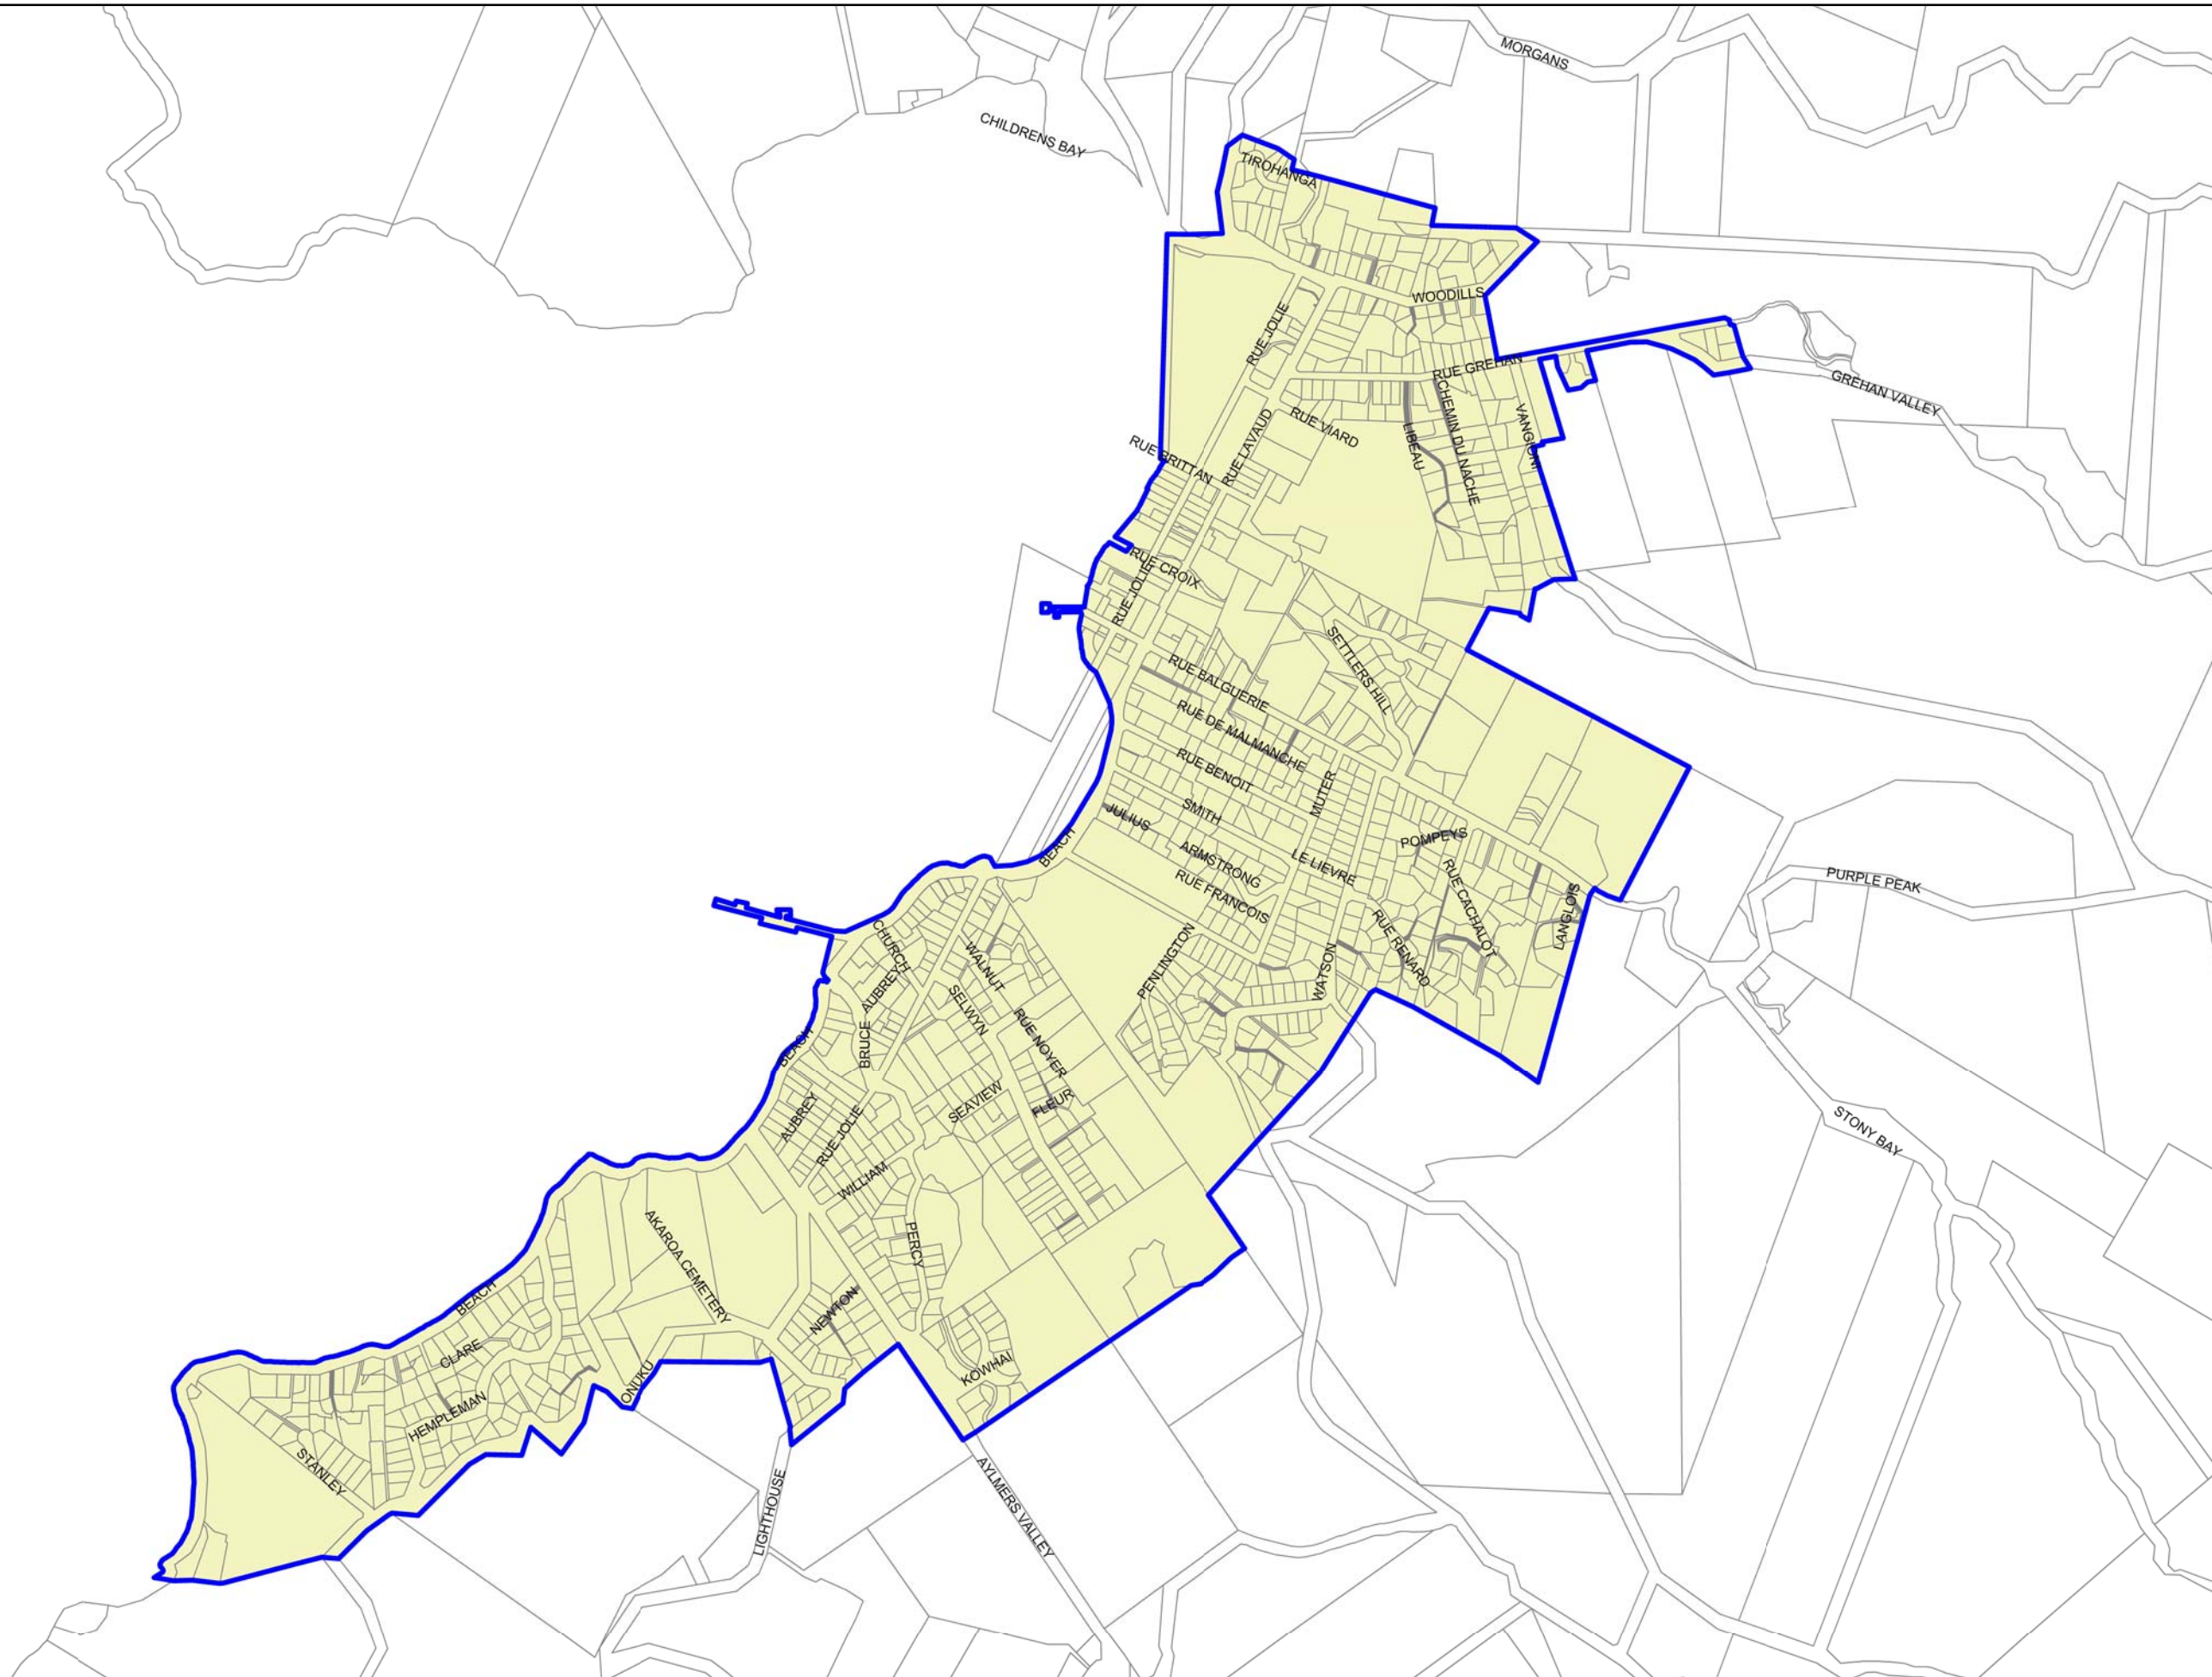 MORGANS
CHILDRENS BAY
TIROHANGA
WOODILLS
RUE JOLIE
RUE GREHAN
GREHAN VALLEY
CHEMIN DU NACHE
VANGIONI
RUE VIARD
LIBEAU
RUE LAVAUD
RUE BRITTAN
RUE CROIX
RUE JOLIE
SETTLERS HILL
RUE BALGUERIE
RUE DE MALMANCHE
RUE BENOIT
MUTER
SMITH
JULIUS
POMPEYS
BEACH
ARMSTRONG
LE LIEVRE
RUE CACHALOT
PURPLE PEAK
RUE FRANCOIS
LANGLOIS
RUE RENARD
CHURCH
WALNUT
PENLINGTON
WATSON
AUBREY
SELWYN
BRUCE
RUE NOYER
BEACH
SEAVIEW
FLEUR
AUBREY
RUE JOLIE
STONY BAY
WILLIAM
AKAROA CEMETERY
PERCY
BEACH
NEWTON
CLARE
ONUKU
KOWHAI
HEMPLEMAN
STANLEY
LIGHTHOUSE
AYLMERS VALLEY